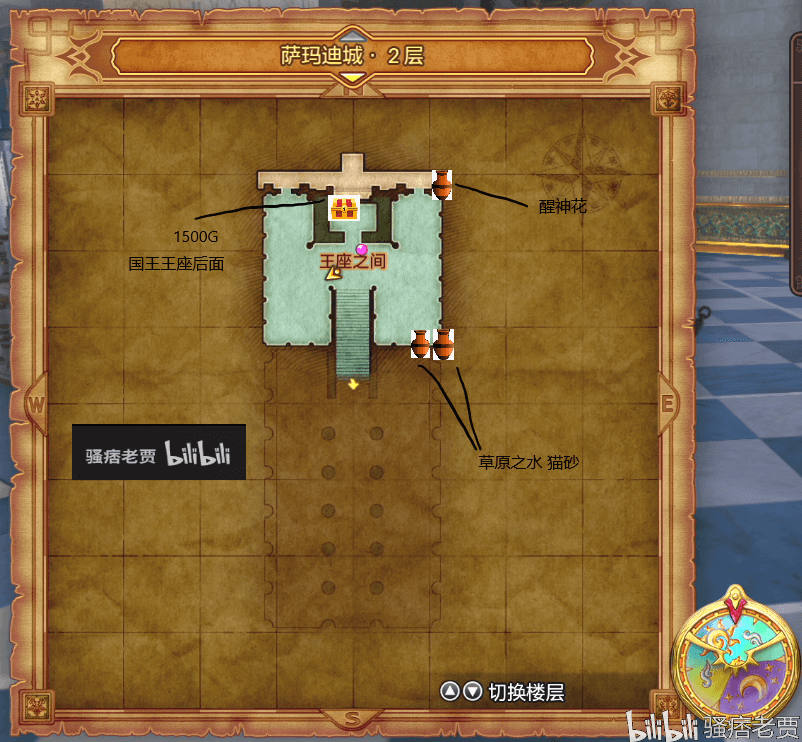 萨玛迪城·2层
醒神花
1500G
国王王座后面
王座之间
W
E
骚痞老贾 bilibili
草原之水 猫砂
切换楼层
S
bilibili 骚痞老贾